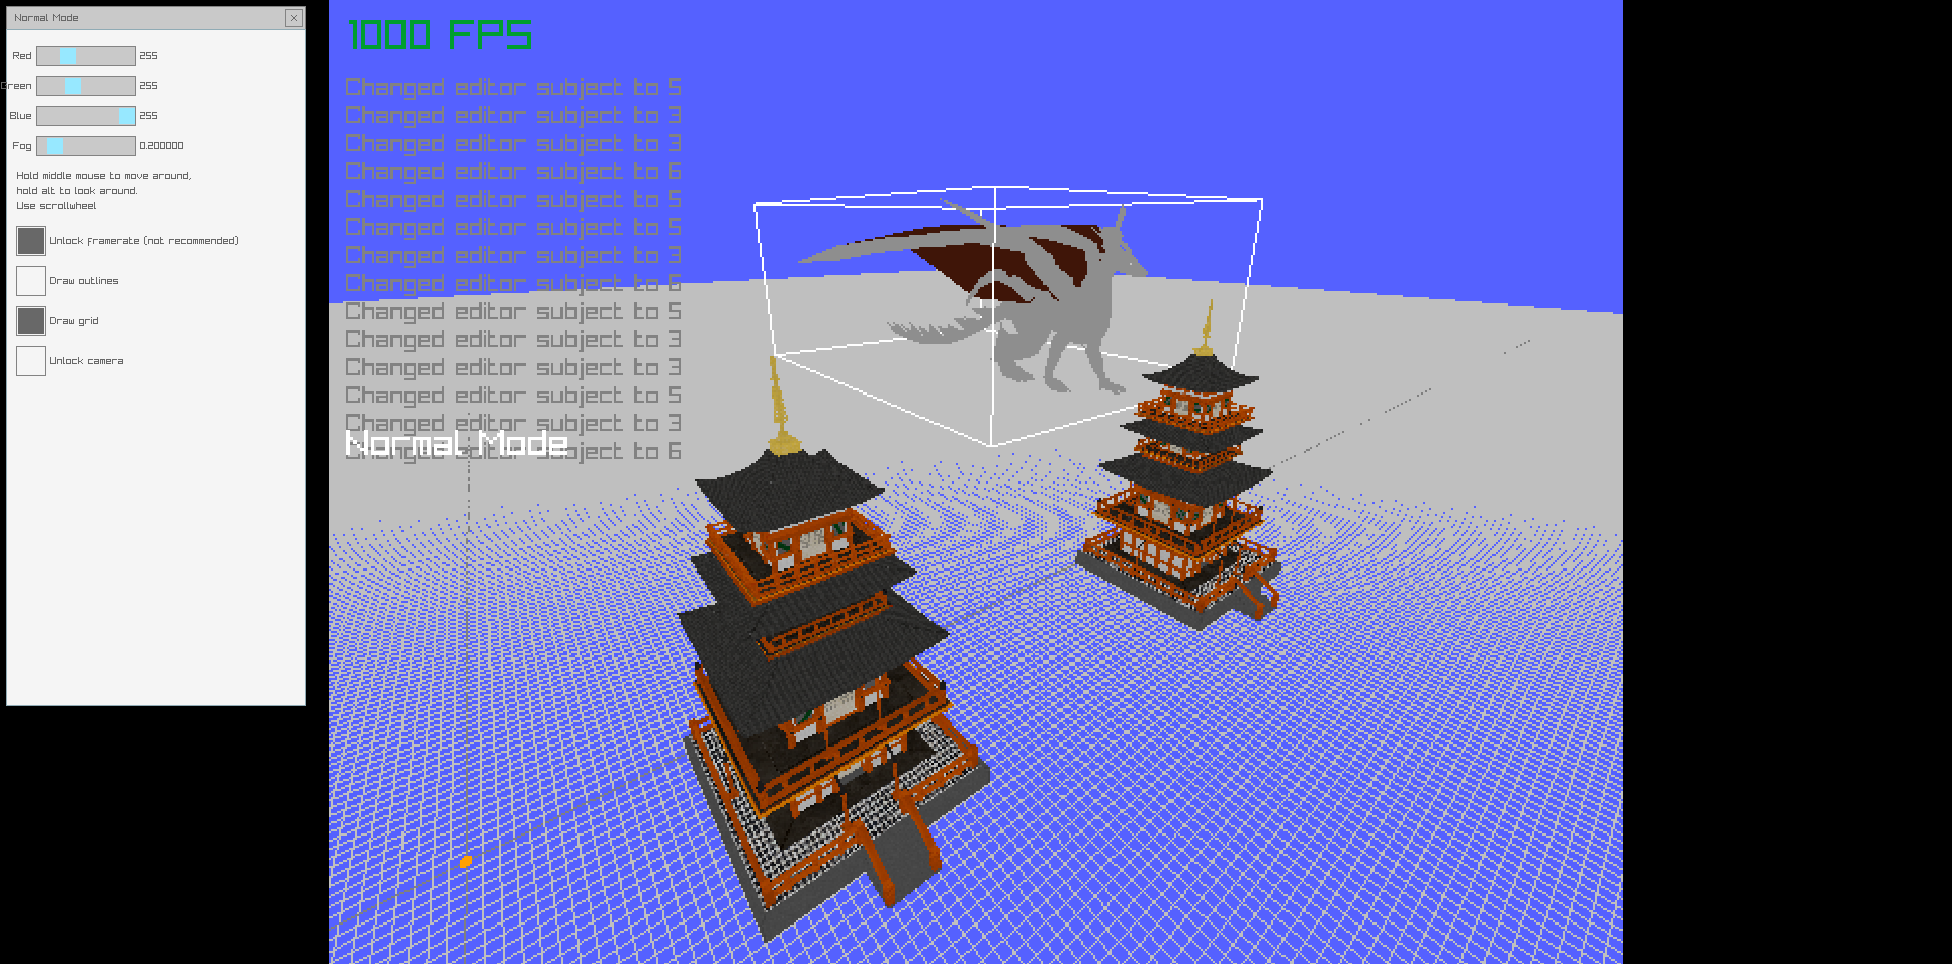 Normal Mode
Red 255
Green 255
Blue 255
Fog 0.200000
Hold middle mouse to move around,
hold alt to look around.
Use scrollwheel
Unlock framerate (not recommended)
Draw outlines
Draw grid
Unlock camera
1000 FPS
Changed editor subject to 5
Changed editor subject to 3
Changed editor subject to 3
Changed editor subject to 6
Changed editor subject to 5
Changed editor subject to 5
Changed editor subject to 3
Changed editor subject to 6
Changed editor subject to 5
Changed editor subject to 3
Changed editor subject to 3
Changed editor subject to 5
Changed editor subject to 3
Normal Mode
Changed editor subject to 6